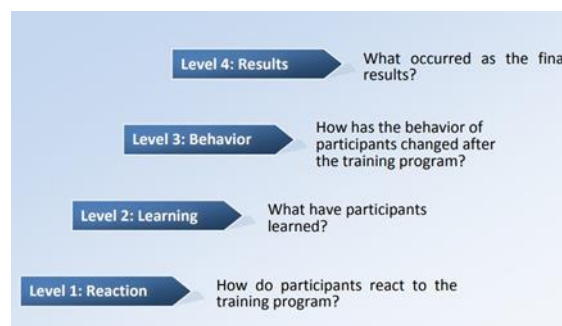 Level 4: Results
What occurred as the fina
results?
Level 3: Behavior
How has the behavior of
participants changed after
the training program?
Level 2: Learning
What have participants
learned?
Level 1: Reaction
How do participants react to the
training program?